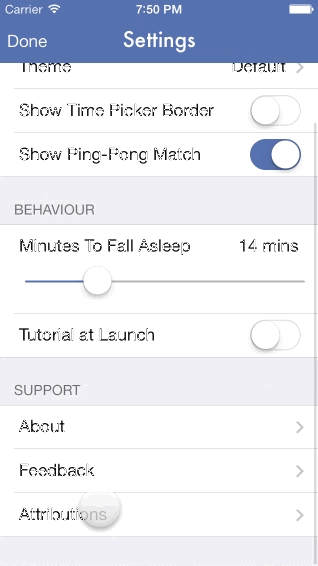 Carrier 7:50 PM
Done Settings
Theme Default
Show Time Picker Border
Show Ping-Pong Match
BEHAVIOUR
Minutes To Fall Asleep 14 mins
Tutorial at Launch
SUPPORT
About
Feedback
Attributions